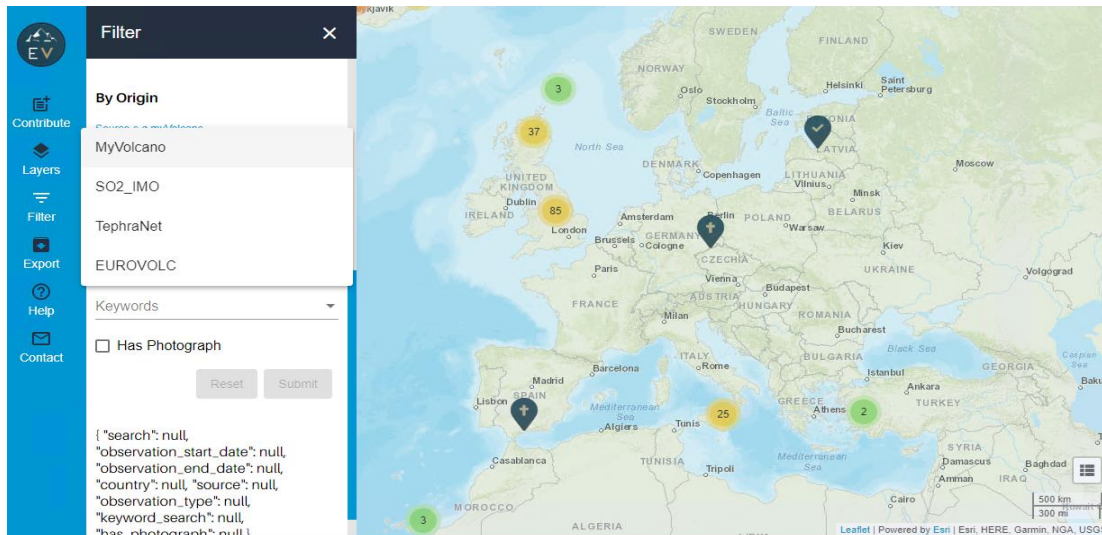 EV
Contribute
Layers
Filter
Export
Help
Contact
Filter
By Origin
MyVolcano
SO2_IMO
TephraNet
EUROVOLC
Keywords
Has Photograph
Reset Submit
{ "search": null,
"observation_start_date": null,
"observation_end_date": null,
"country": null, "source": null,
"observation_type": null,
"keyword_search": null,
"has_photograph": null }
SWEDEN
FINLAND
NORWAY
Oslo
Stockholm
Helsinki
Saint
Petersburg
3
37
Baltic
Sea
North Sea
LATVIA
DENMARK
Copenhagen
LITHUANIA
Vilnius
Moscow
Minsk
UNITED
KINGDOM
Dublin
IRELAND
85
London
Amsterdam
Berlin
POLAND
Warsaw
BELARUS
Brussels
Cologne
GERMANY
Kiev
CZECHIA
Paris
Vienna
UKRAINE
Volgograd
Budapest
AUSTRIA
HUNGARY
FRANCE
Milan
ROMANIA
Bucharest
ITALY
BULGARIA
Black Sea
GEORGIA
Caspian
Sea
Barcelona
Rome
Istanbul
Baku
Madrid
Ankara
Lisbon
SPAIN
Mediterranean
Sea
GREECE
Athens
2
TURKEY
25
Algiers
Tunis
SYRIA
Casablanca
TUNISIA
Mediterranean
Sea
Damascus
Baghdad
Tripoli
Amman
IRAQ
Cairo
500 km
300 mi
MOROCCO
3
ALGERIA
Leaflet | Powered by Esri | Esri, HERE, Garmin, NGA, USGS